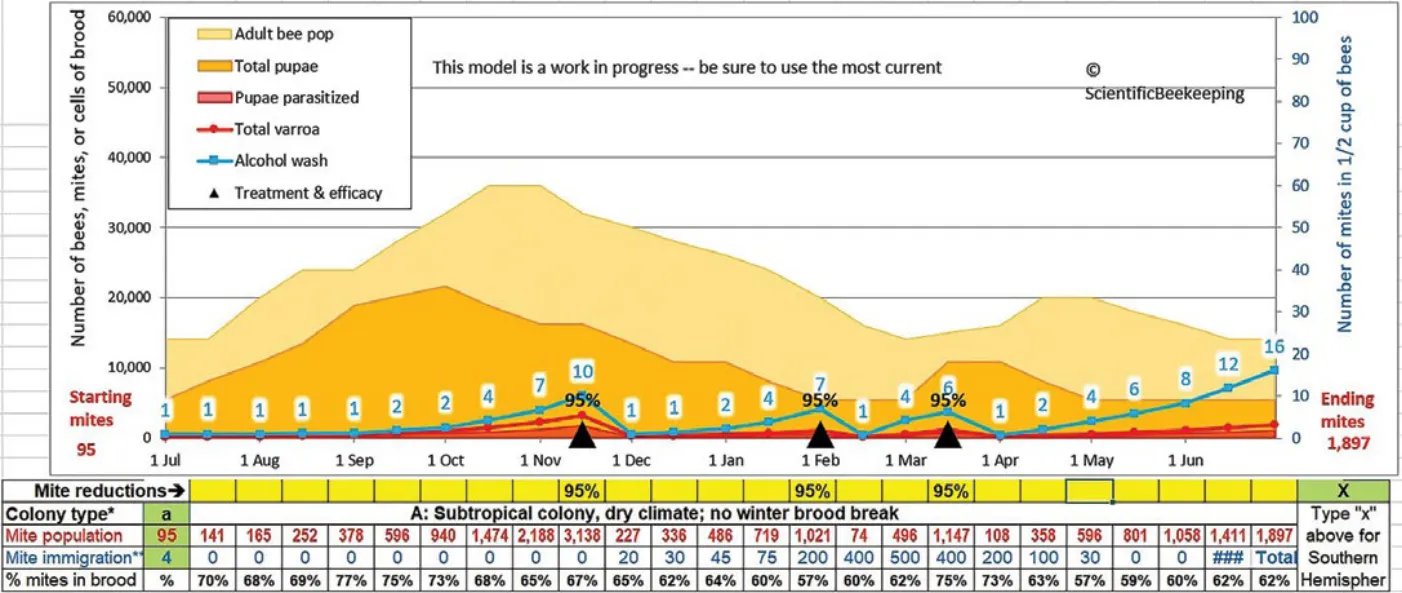 60,000
50,000
40,000
30,000
20,000
10,000
0
Number of bees, mites, or cells of brood
Adult bee pop
Total pupae
Pupae parasitized
Total varroa
Alcohol wash
Treatment & efficacy
This model is a work in progress -- be sure to use the most current
©
ScientificBeekeeping
100
90
80
70
60
50
40
30
20
10
0
Number of mites in 1/2 cup of bees
Starting
mites
95
1 1 1 1 1 2 2 4 7 10 1 1 2 4 7 1 4 6 1 2 4 6 8 12 16
95% 95% 95%
Ending
mites
1,897
1 Jul 1 Aug 1 Sep 1 Oct 1 Nov 1 Dec 1 Jan 1 Feb 1 Mar 1 Apr 1 May 1 Jun
Mite reductions➔ 95% 95% 95% X
Colony type* a A: Subtropical colony, dry climate; no winter brood break Type "x"
Mite population 95 141 165 252 378 596 940 1,474 2,188 3,138 227 336 486 719 1,021 74 496 1,147 108 358 596 801 1,058 1,411 1,897 above for
Mite immigration** 4 0 0 0 0 0 0 0 0 0 20 30 45 75 200 400 500 400 200 100 30 0 0 ### Total Southern
% mites in brood % 70% 68% 69% 77% 75% 73% 68% 65% 67% 65% 62% 64% 60% 57% 60% 62% 75% 73% 63% 57% 59% 60% 62% 62% Hemispher